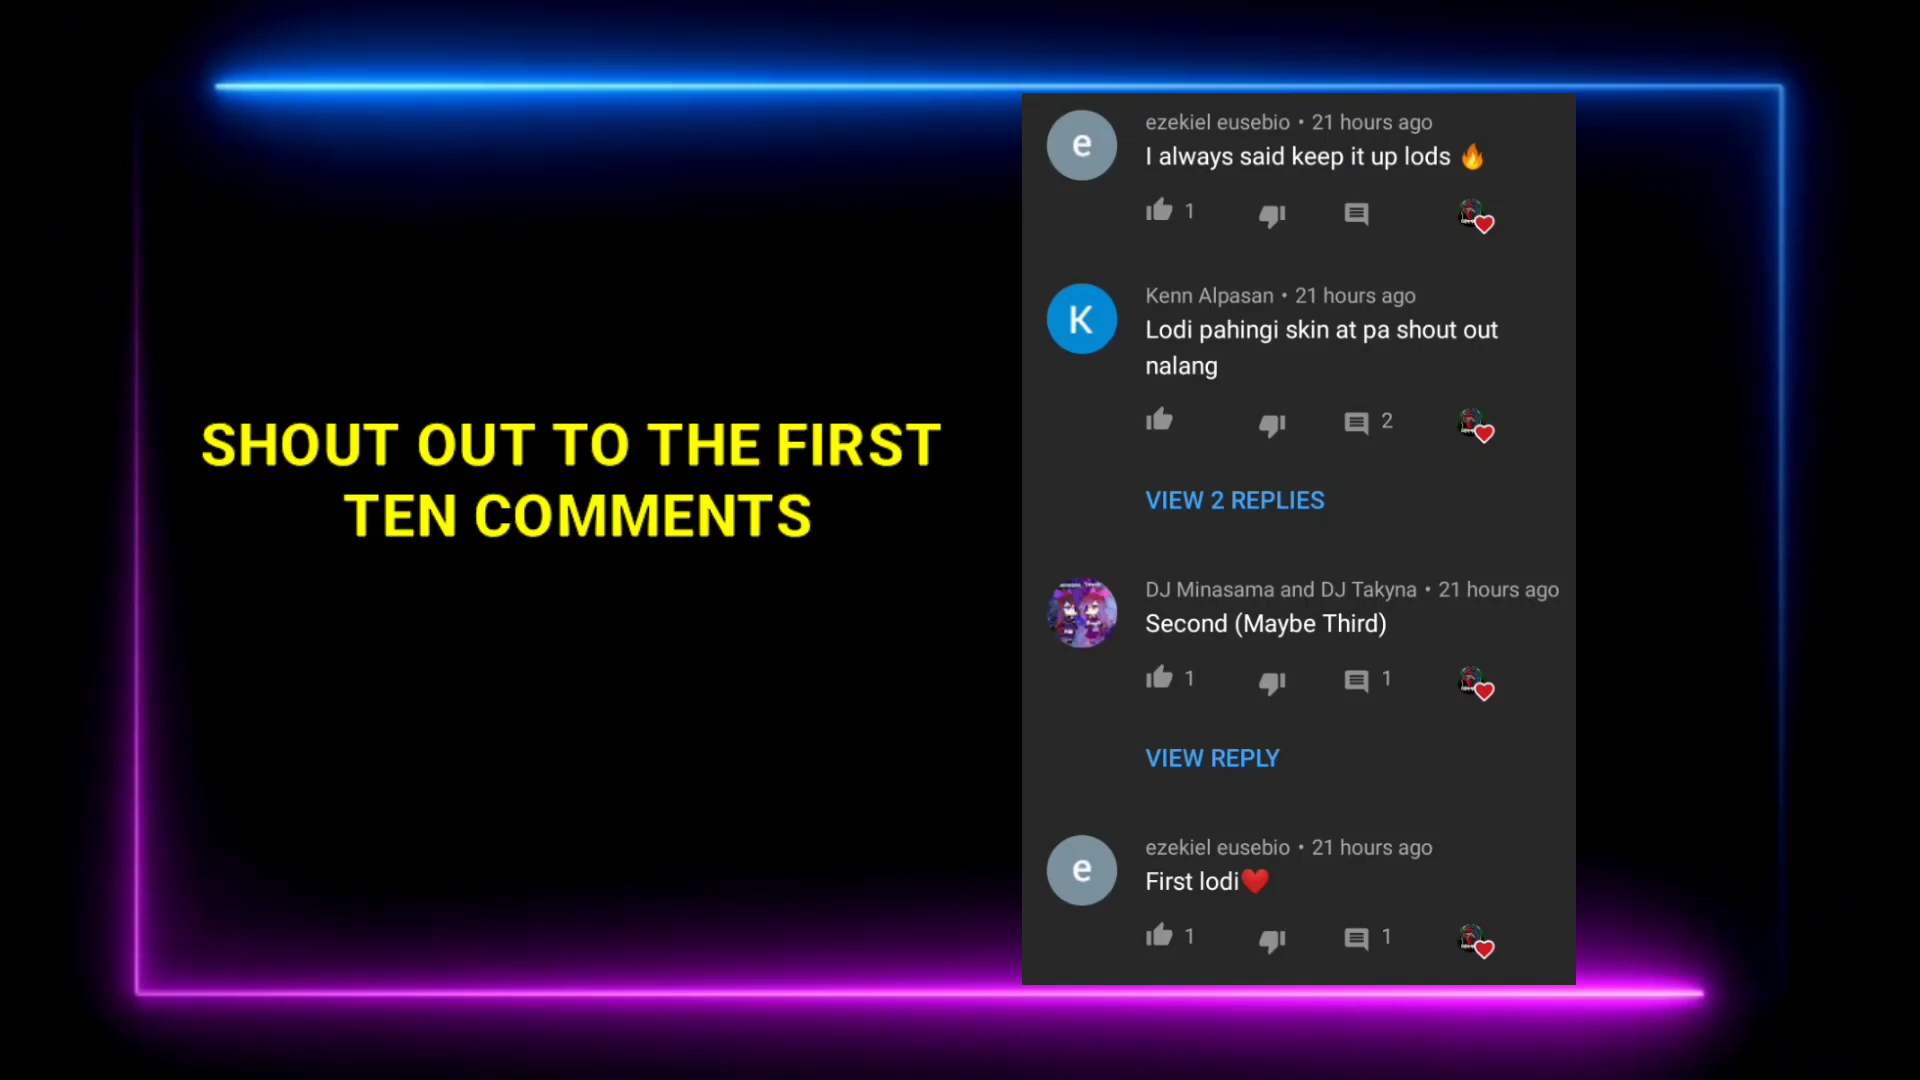 SHOUT OUT TO THE FIRST
TEN COMMENTS
e
ezekiel eusebio • 21 hours ago
I always said keep it up lods 🔥
1
K
Kenn Alpasan • 21 hours ago
Lodi pahingi skin at pa shout out
nalang
2
VIEW 2 REPLIES
DJ Minasama and DJ Takyna • 21 hours ago
Second (Maybe Third)
1 1
VIEW REPLY
e
ezekiel eusebio • 21 hours ago
First lodi❤️
1 1